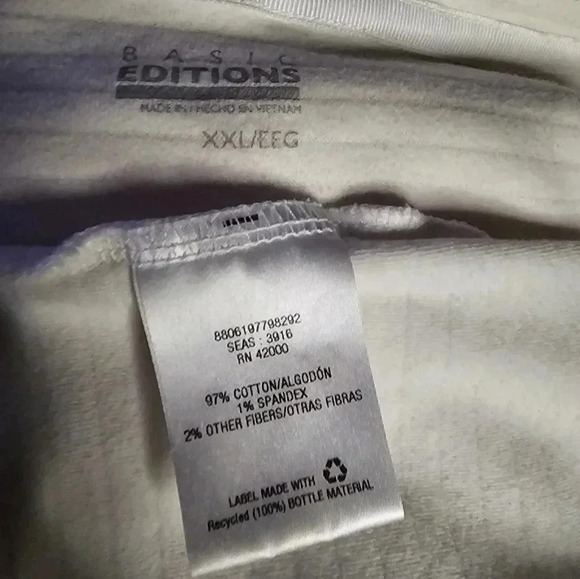 BASIC
EDITIONS
MADE IN / HECHO EN VIETNAM
XXL/EEG
8806197798292
SEAS : 3916
RN 42000
97% COTTON/ALGODÓN
1% SPANDEX
2% OTHER FIBERS/OTRAS FIBRAS
LABEL MADE WITH
Recycled (100%) BOTTLE MATERIAL